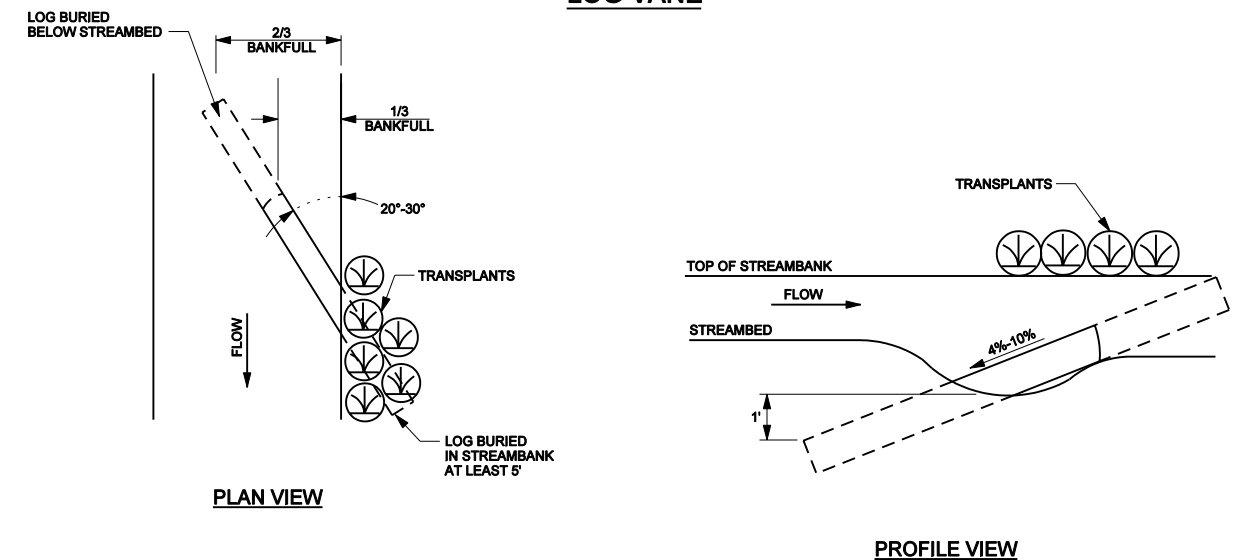 LOG VANE
LOG BURIED
BELOW STREAMBED
2/3
BANKFULL
1/3
BANKFULL
20°-30°
TRANSPLANTS
FLOW
LOG BURIED
IN STREAMBANK
AT LEAST 5'
PLAN VIEW
TRANSPLANTS
TOP OF STREAMBANK
FLOW
STREAMBED
4%-10%
1'
PROFILE VIEW